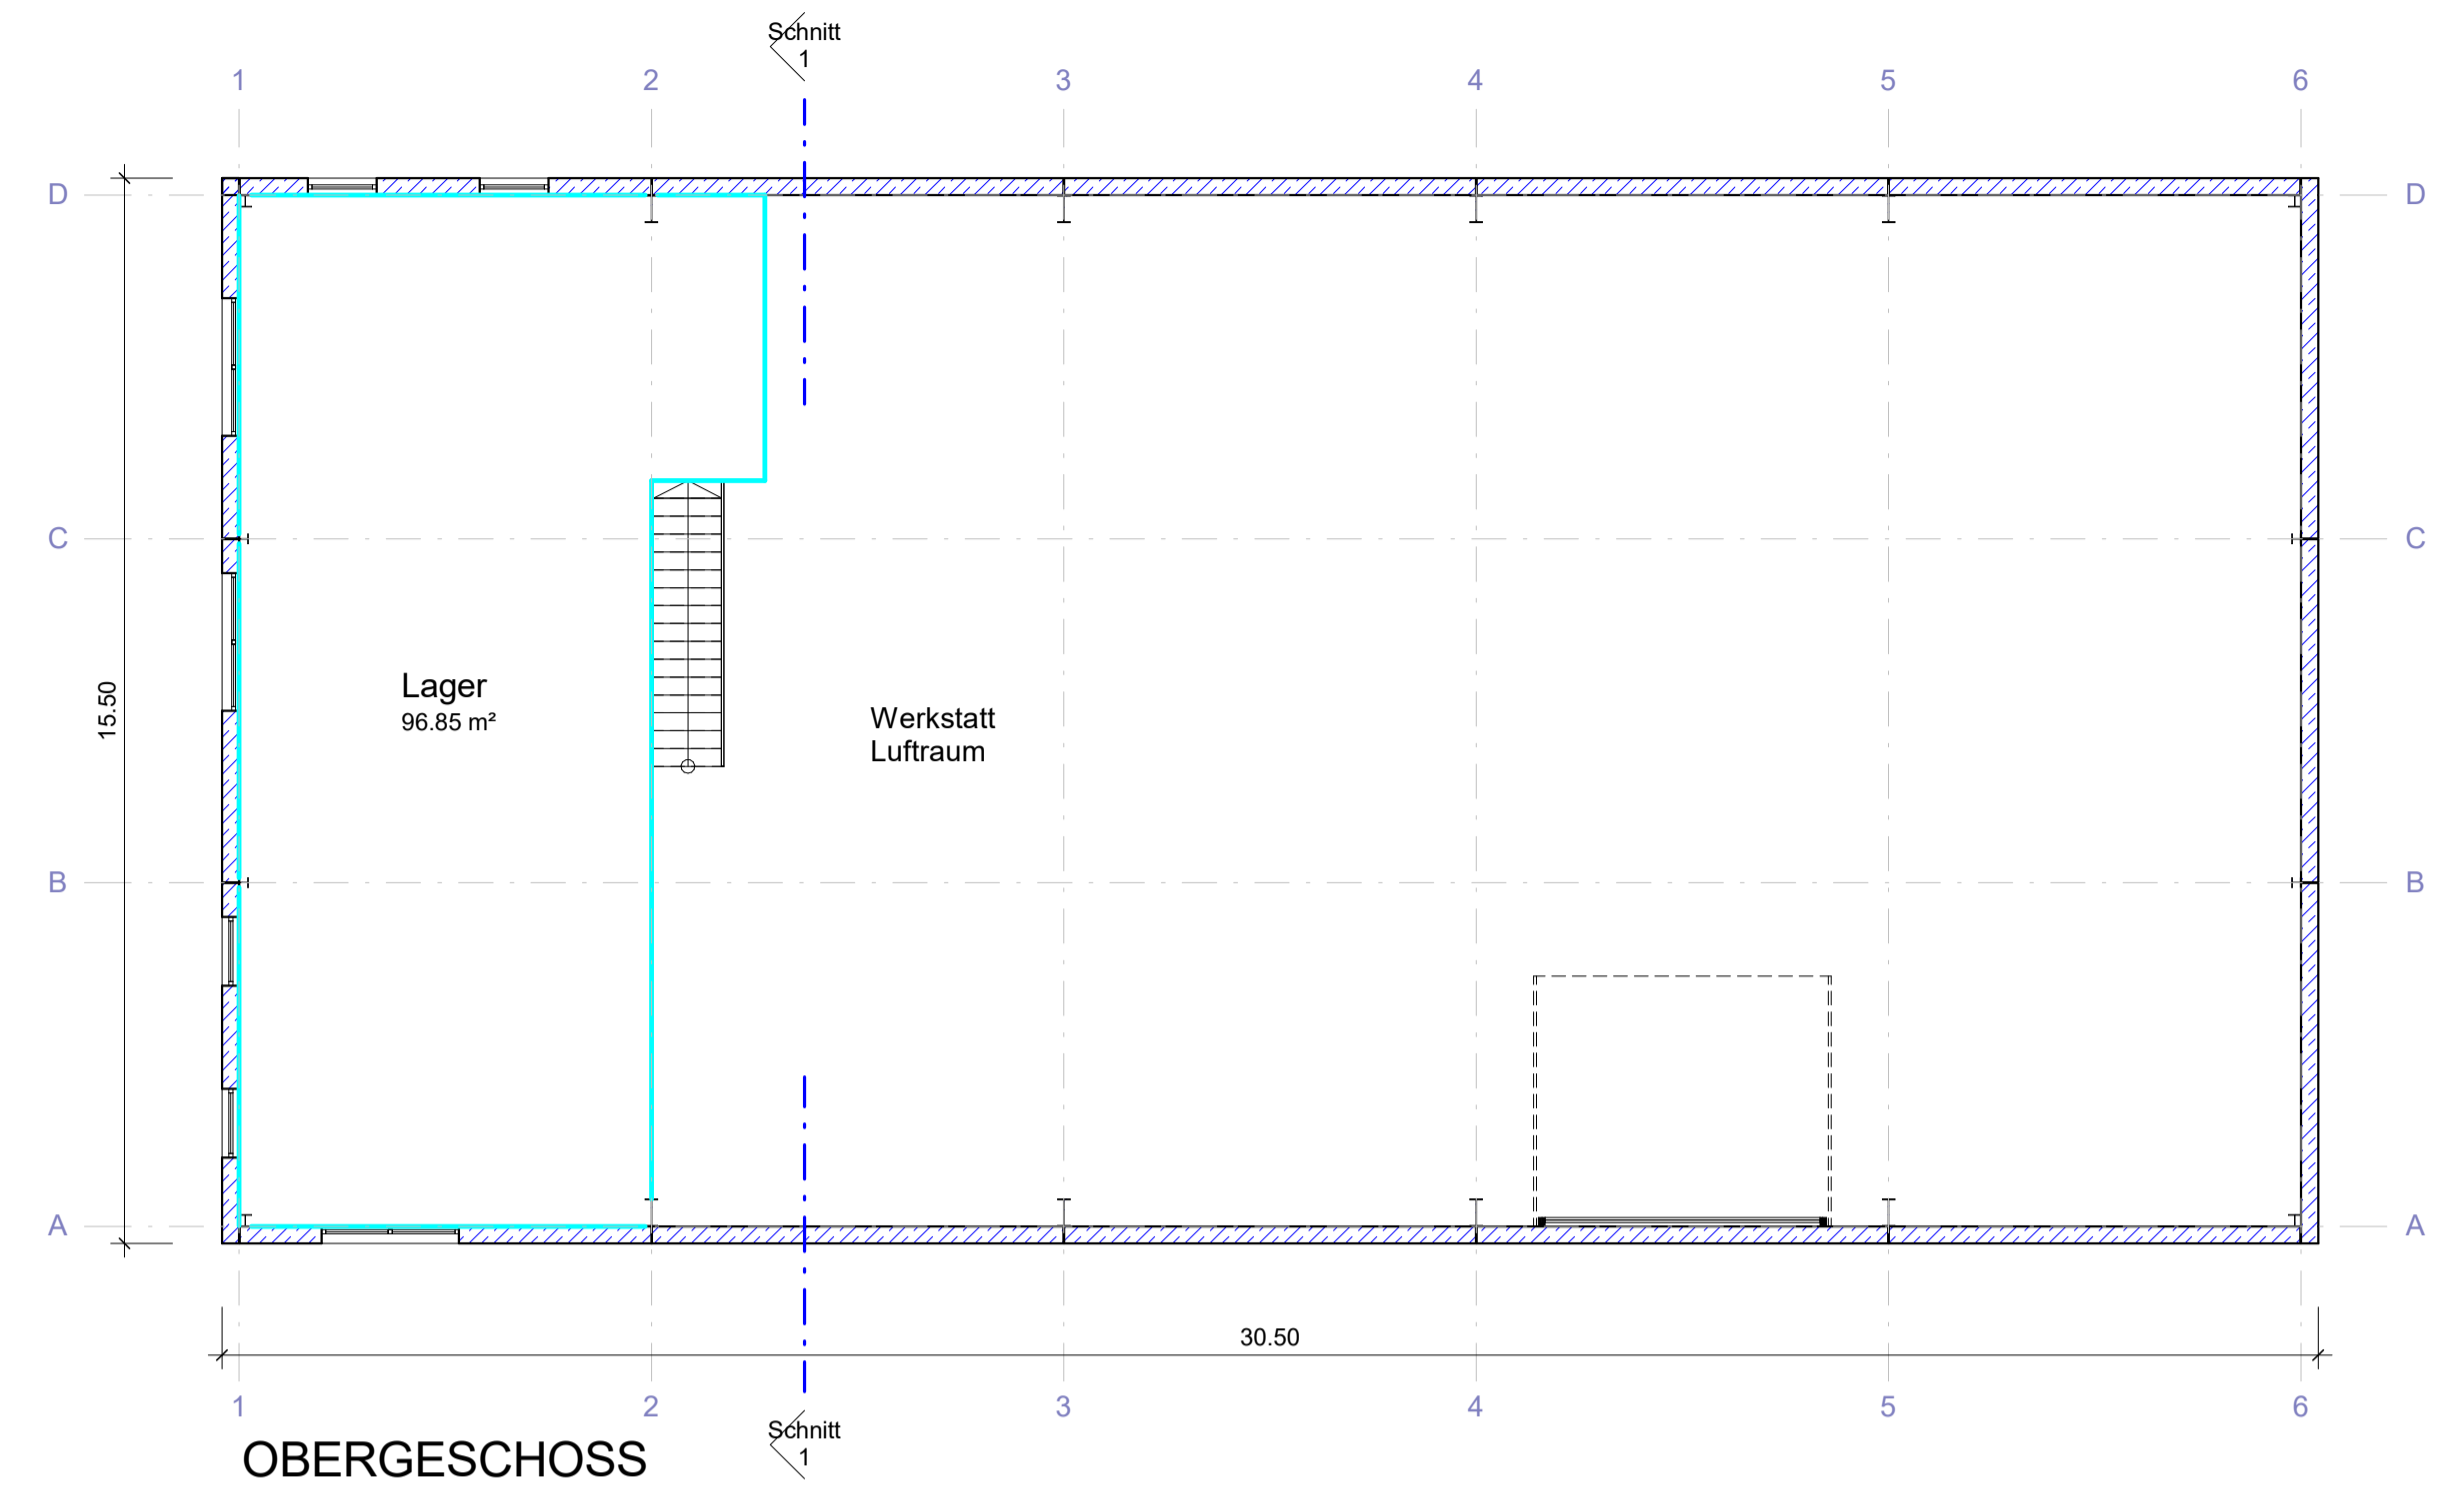 Schnitt
1
1 2 3 4 5 6
D D
C C
Lager
96.85 m²
Werkstatt
Luftraum
15.50
B B
A A
30.50
1 2 3 4 5 6
Schnitt
1
OBERGESCHOSS